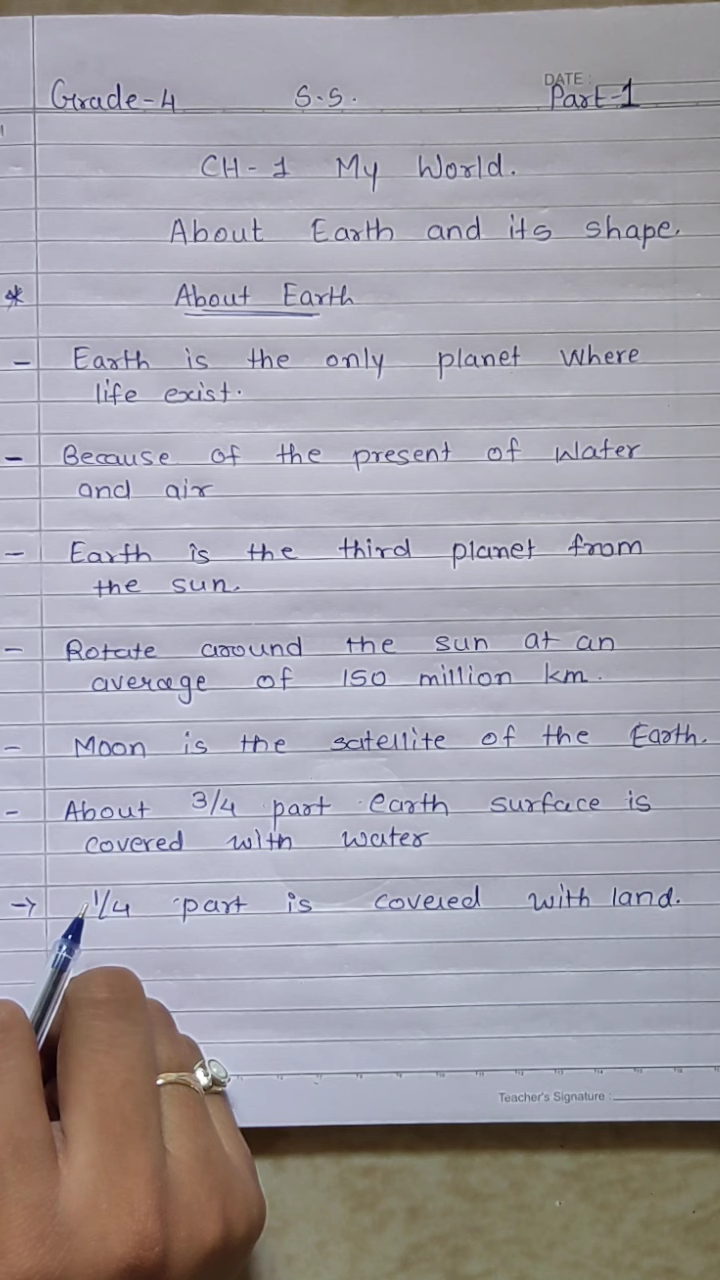 DATE :
Grade-4 S.S. Part-1
CH-1 My World.
About Earth and its shape.
* About Earth
- Earth is the only planet where
life exist.
- Because of the present of water
and air
- Earth is the third planet from
the sun.
- Rotate around the sun at an
average of 150 million km.
- Moon is the satellite of the Earth.
- About 3/4 part earth surface is
covered with water
→ 1/4 part is covered with land.
Teacher's Signature :